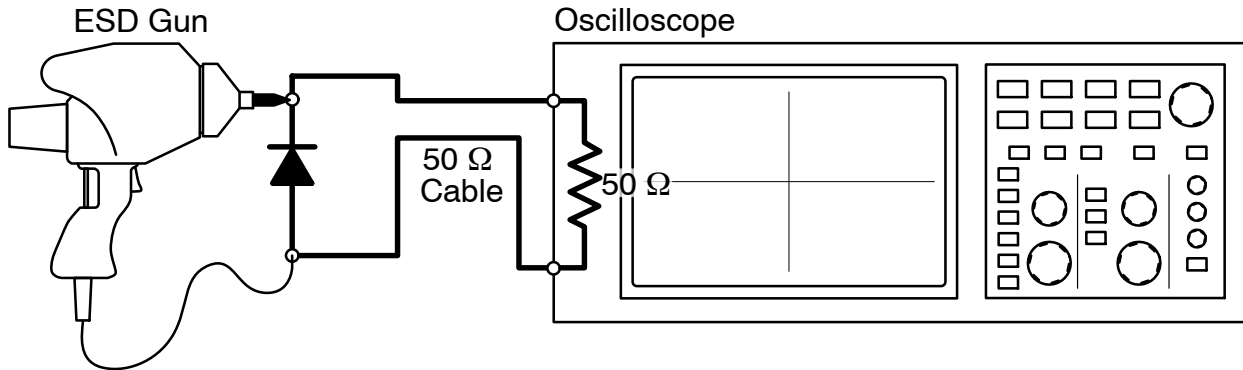 ESD Gun
Oscilloscope
50 Ω
Cable
50 Ω